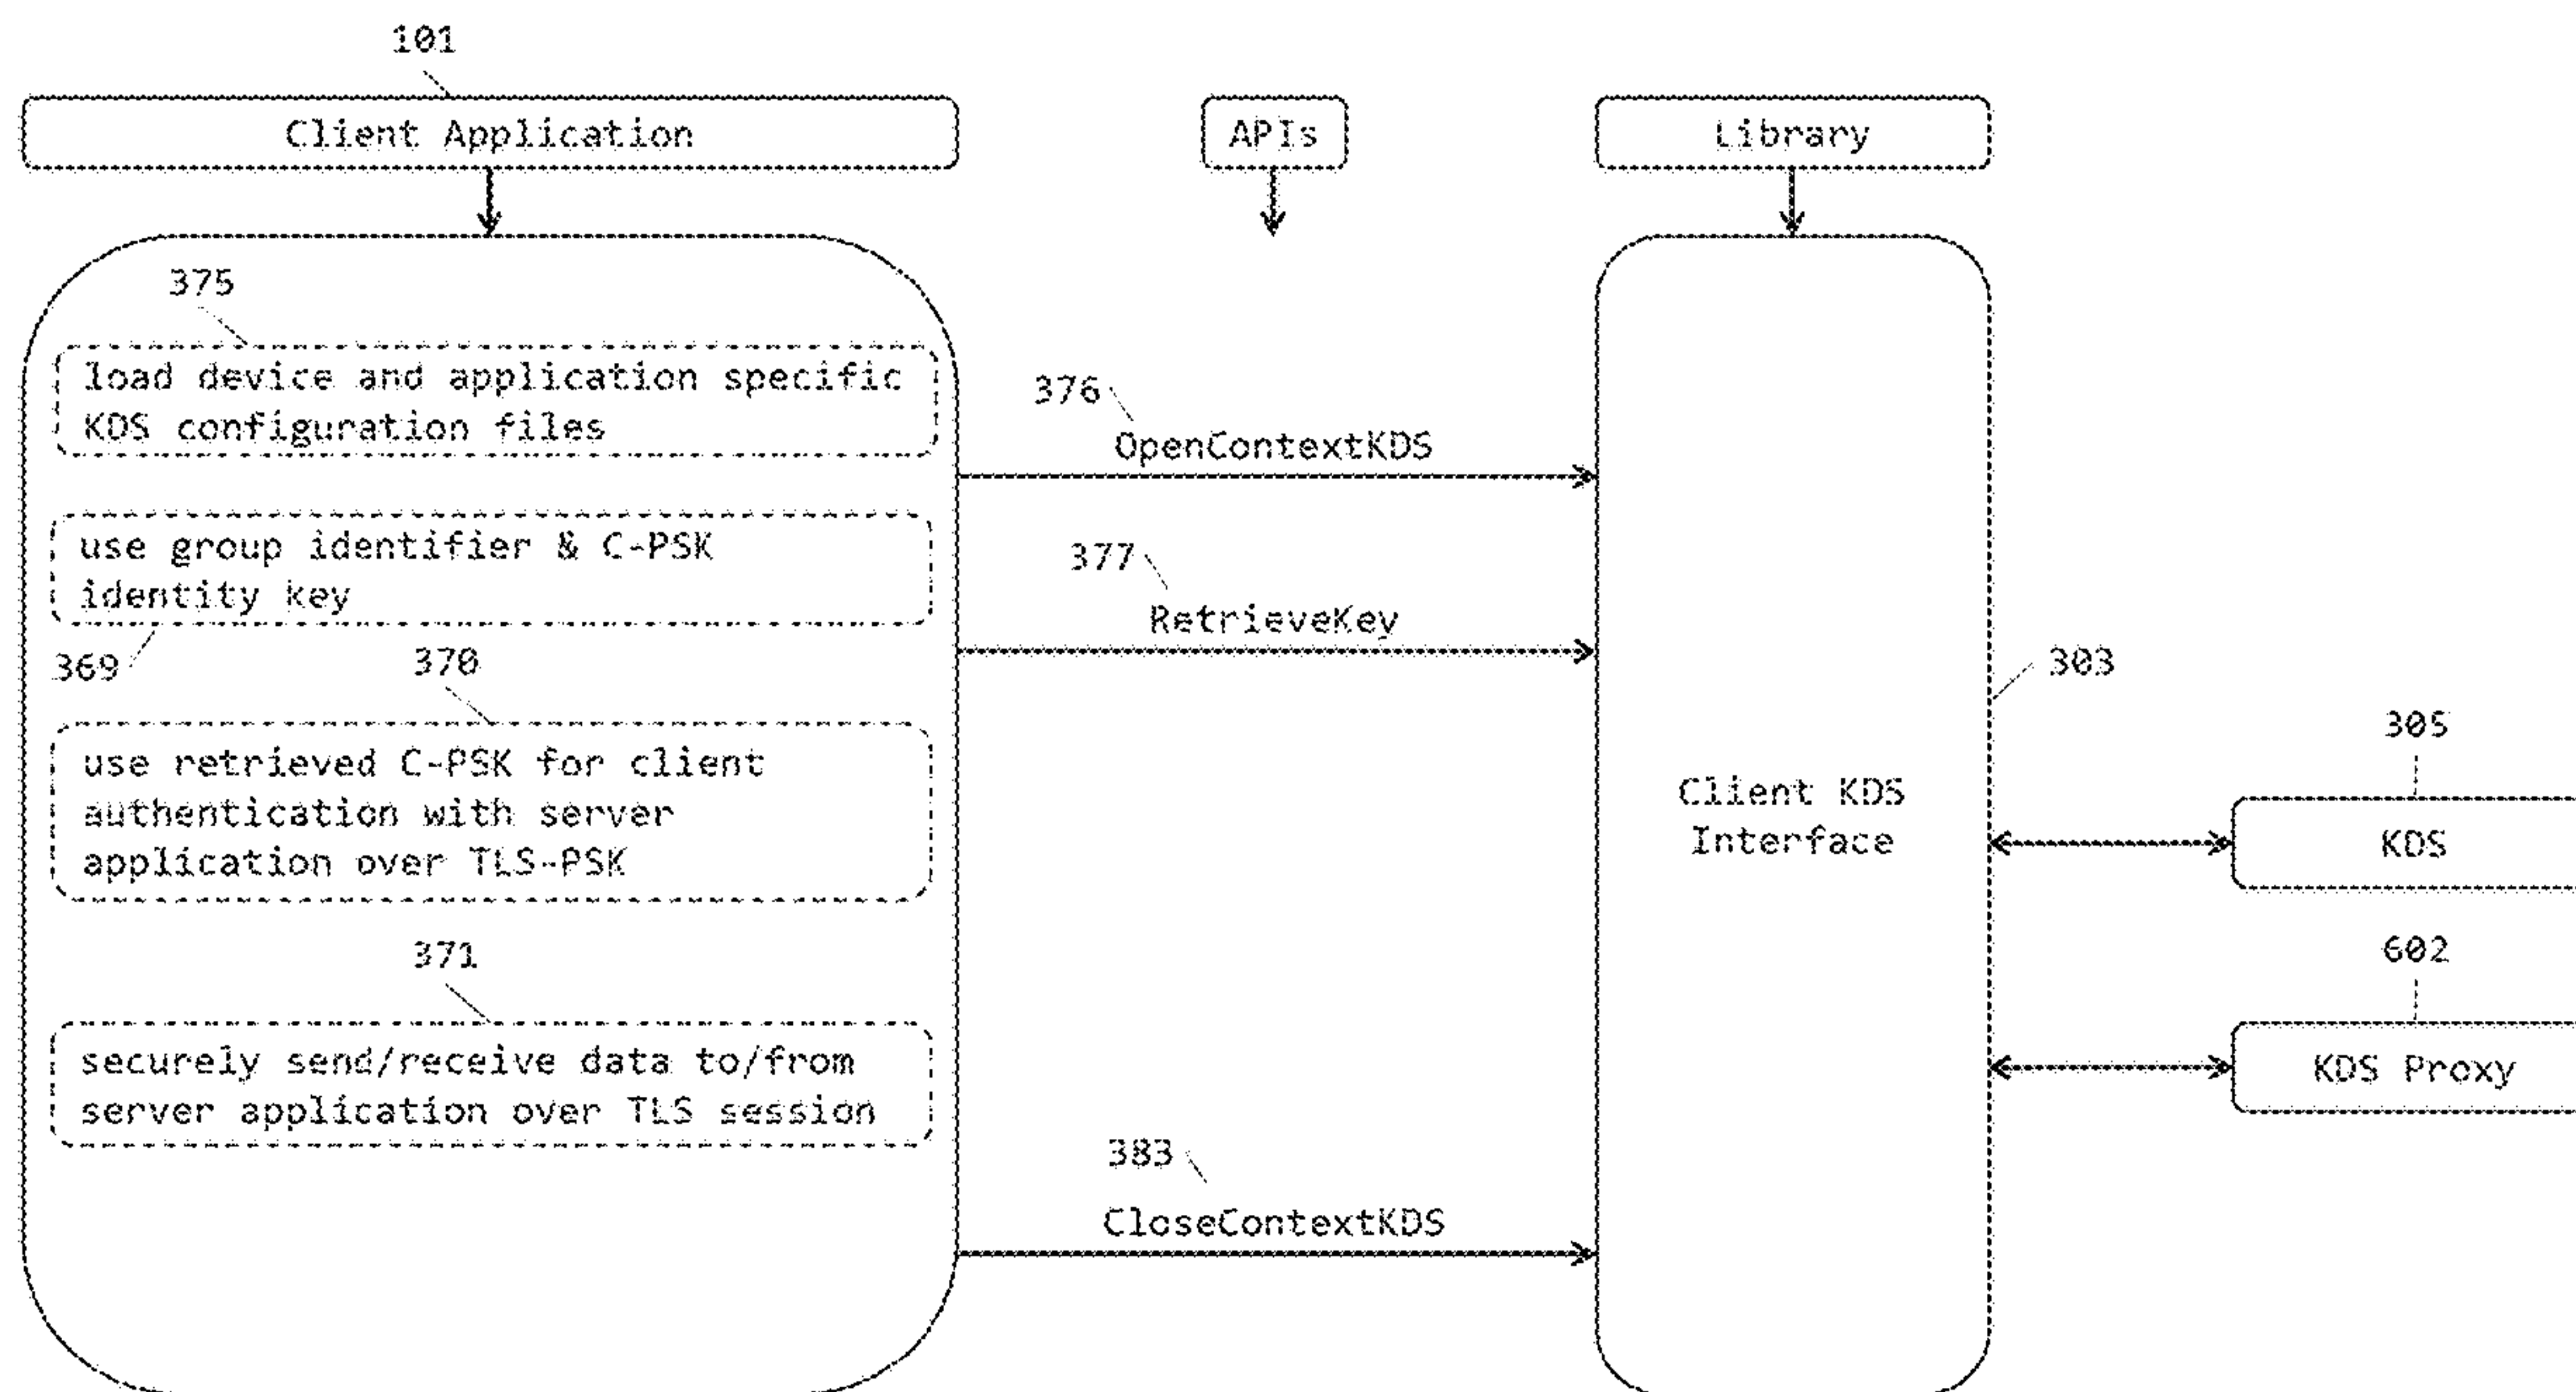 101
Client Application
APIs
Library
375
load device and application specific
KDS configuration files
376
OpenContextKDS
use group identifier & C-PSK
identity key
377
RetrieveKey
369
370
303
use retrieved C-PSK for client
authentication with server
application over TLS-PSK
Client KDS
Interface
305
KDS
371
602
securely send/receive data to/from
server application over TLS session
KDS Proxy
383
CloseContextKDS